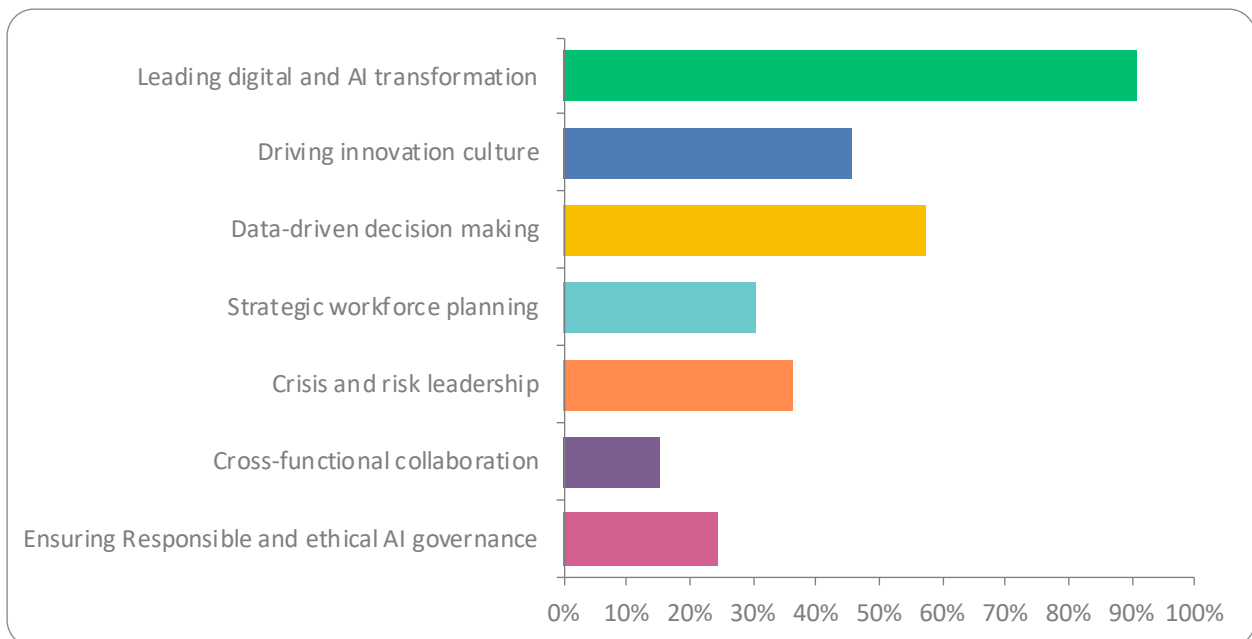 Leading digital and AI transformation
Driving innovation culture
Data-driven decision making
Strategic workforce planning
Crisis and risk leadership
Cross-functional collaboration
Ensuring Responsible and ethical AI governance
0% 10% 20% 30% 40% 50% 60% 70% 80% 90% 100%